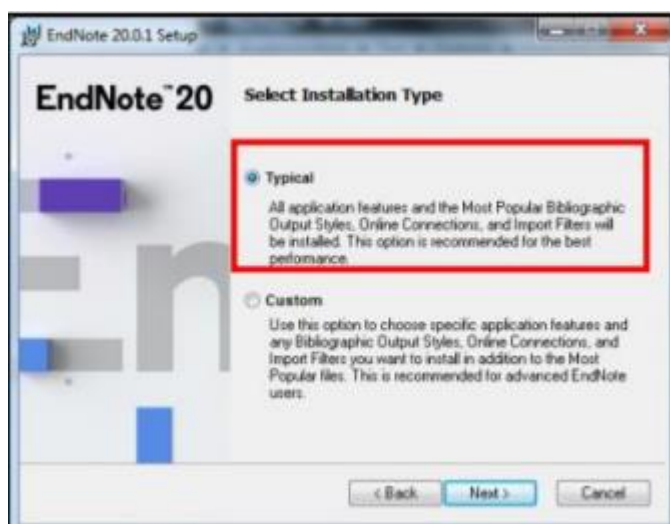 EndNote 20.0.1 Setup
EndNote™20
Select Installation Type
Typical
All application features and the Most Popular Bibliographic
Output Styles, Online Connections, and Import Filters will
be installed. This option is recommended for the best
performance.
Custom
Use this option to choose specific application features and
any Bibliographic Output Styles, Online Connections, and
Import Filters you want to install in addition to the Most
Popular files. This is recommended for advanced EndNote
users.
En
< Back
Next >
Cancel